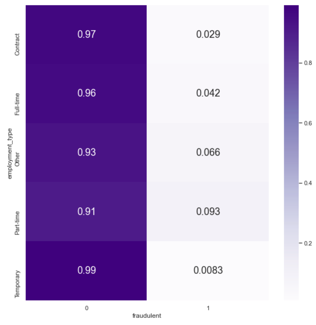 Contract
0.97
0.029
0.8
Full-time
0.96
0.042
0.6
employment_type
Other
0.93
0.066
0.4
Part-time
0.91
0.093
0.2
Temporary
0.99
0.0083
0
1
fraudulent